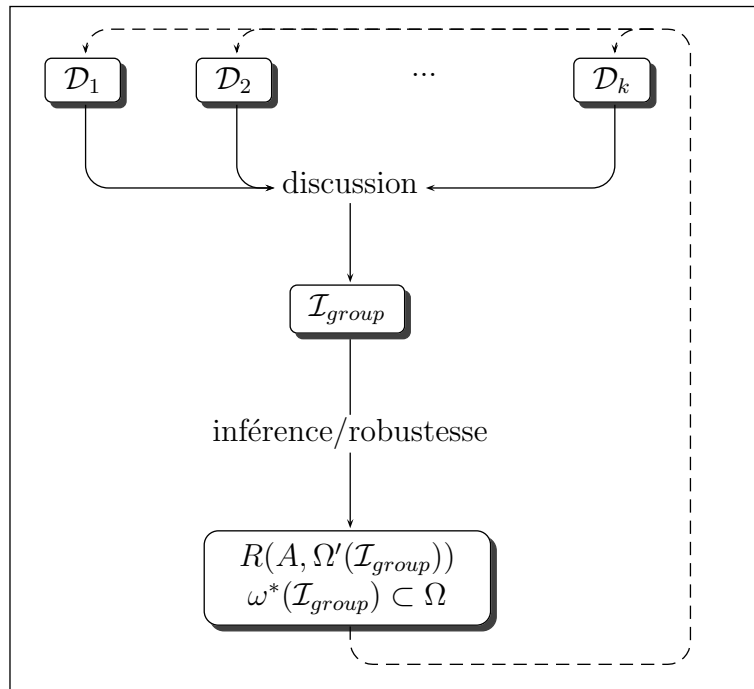 𝒟₁ 𝒟₂ ... 𝒟ₖ
discussion
ℐ_group
inférence/robustesse
R(A, Ω′(ℐ_group))
ω*(ℐ_group) ⊂ Ω